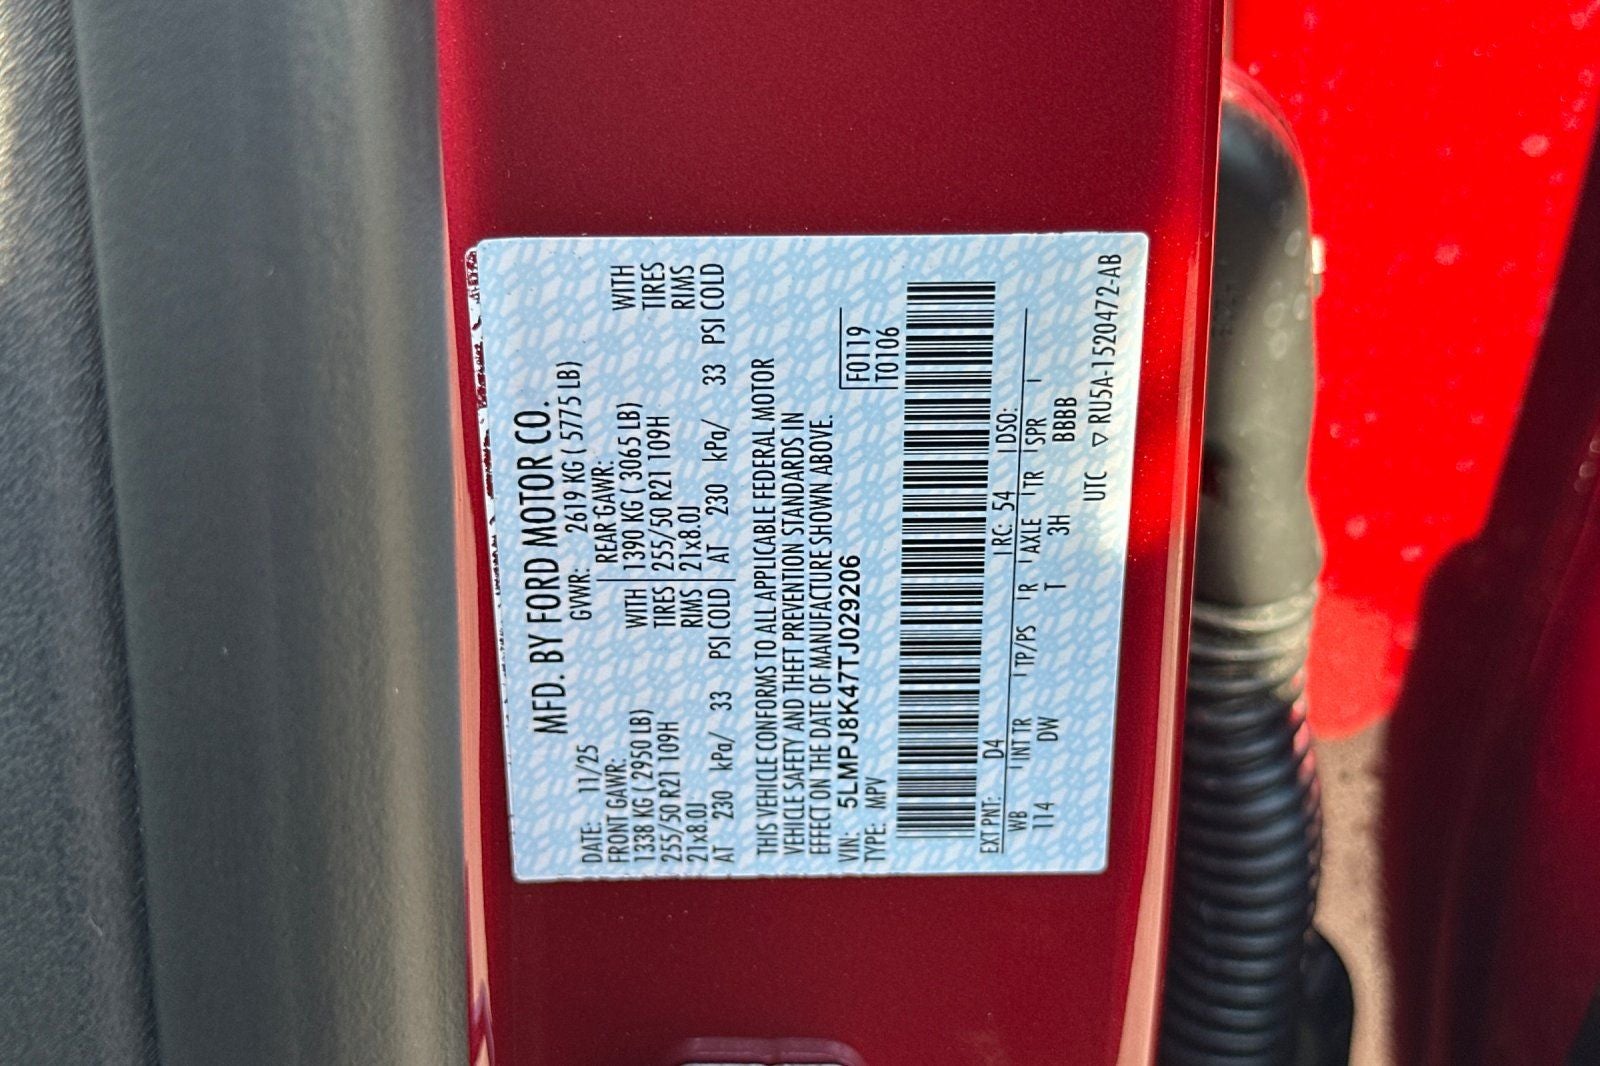 MFD. BY FORD MOTOR CO.
DATE: 11/25 GVWR: 2619 KG ( 5775 LB)
FRONT GAWR: REAR GAWR:
1338 KG ( 2950 LB) WITH 1390 KG ( 3065 LB) WITH
255/50 R21 109H TIRES 255/50 R21 109H TIRES
21x8.0J RIMS 21x8.0J RIMS
AT 230 kPa/ 33 PSI COLD AT 230 kPa/ 33 PSI COLD
THIS VEHICLE CONFORMS TO ALL APPLICABLE FEDERAL MOTOR
VEHICLE SAFETY AND THEFT PREVENTION STANDARDS IN
EFFECT ON THE DATE OF MANUFACTURE SHOWN ABOVE.
VIN: 5LMPJ8K47TJ029206 F0119
TYPE: MPV T0106
EXT PNT: D4 RC: 54 DSO:
WB INT TR TP/PS R AXLE TR SPR
114 DW T 3H BBBB
UTC ▽ RU5A-1520472-AB